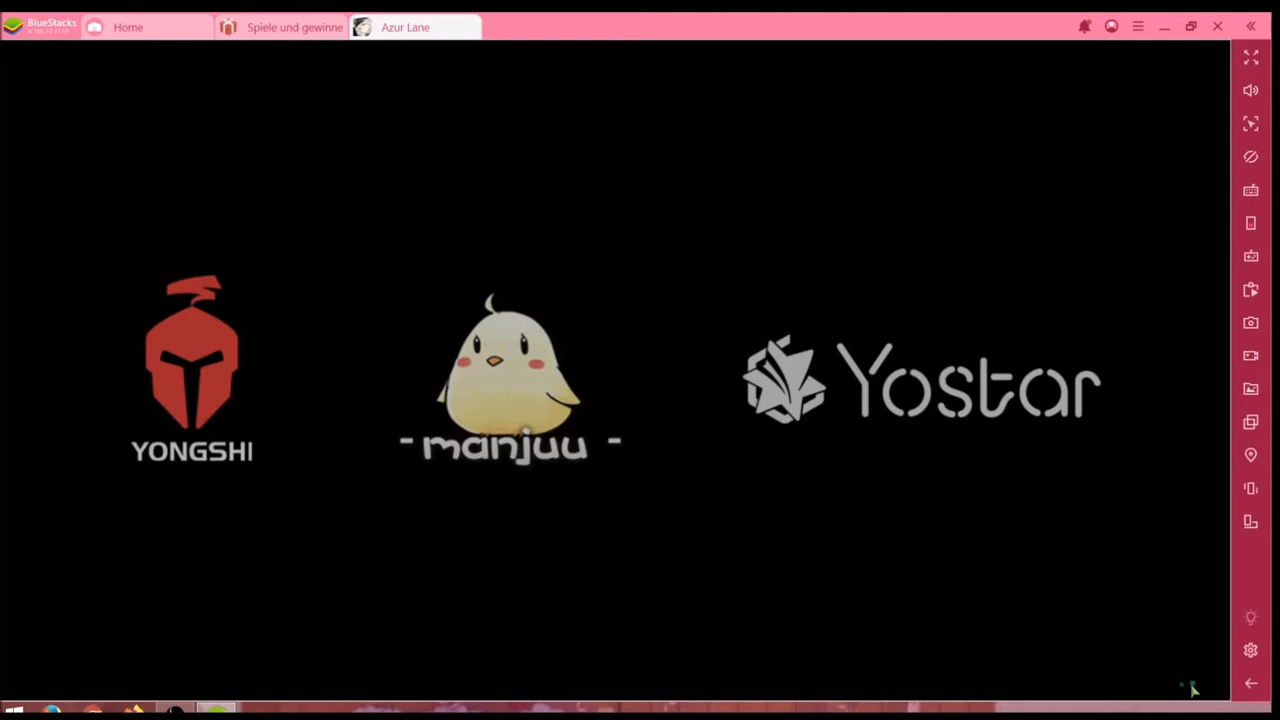 BlueStacks
Home
Spiele und gewinne
Azur Lane
YONGSHI
- manjuu -
Yostar